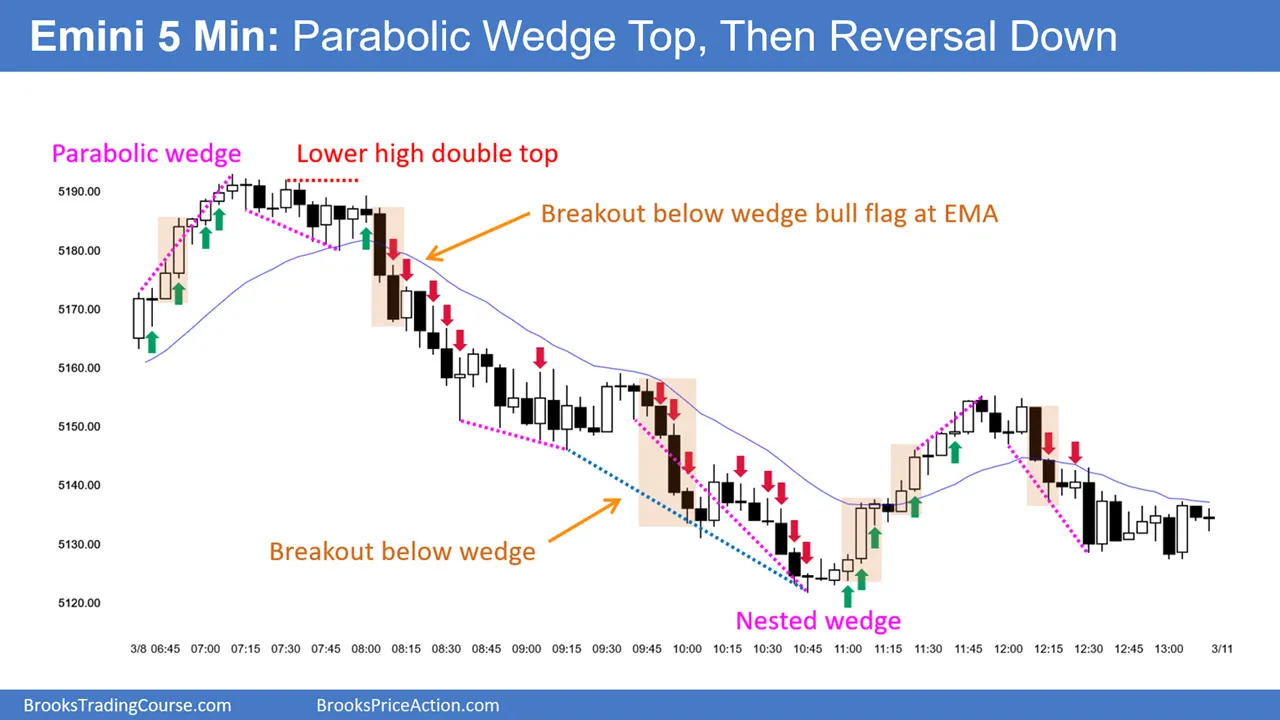 Emini 5 Min: Parabolic Wedge Top, Then Reversal Down
Parabolic wedge
Lower high double top
5190.00
Breakout below wedge bull flag at EMA
5180.00
5170.00
5160.00
5150.00
5140.00
Breakout below wedge
5130.00
5120.00
Nested wedge
3/8 06:45 07:00 07:15 07:30 07:45 08:00 08:15 08:30 08:45 09:00 09:15 09:30 09:45 10:00 10:15 10:30 10:45 11:00 11:15 11:30 11:45 12:00 12:15 12:30 12:45 13:00 3/11
BrooksTradingCourse.com BrooksPriceAction.com